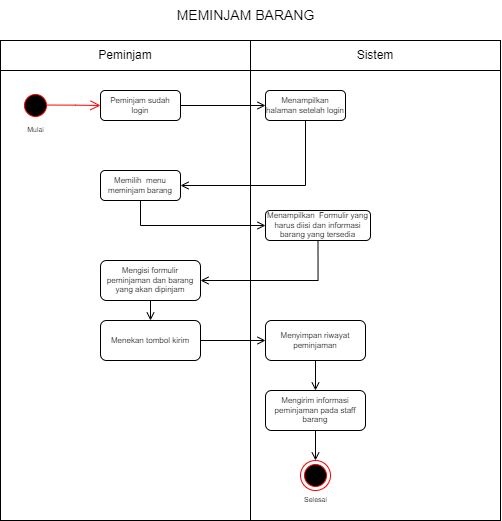 MEMINJAM BARANG
Peminjam
Sistem
Peminjam sudah
login
Menampilkan
halaman setelah login
Mulai
Memilih menu
meminjam barang
Menampilkan Formulir yang
harus diisi dan informasi
barang yang tersedia
Mengisi formulir
peminjaman dan barang
yang akan dipinjam
Menekan tombol kirim
Menyimpan riwayat
peminjaman
Mengirim informasi
peminjaman pada staff
barang
Selesai